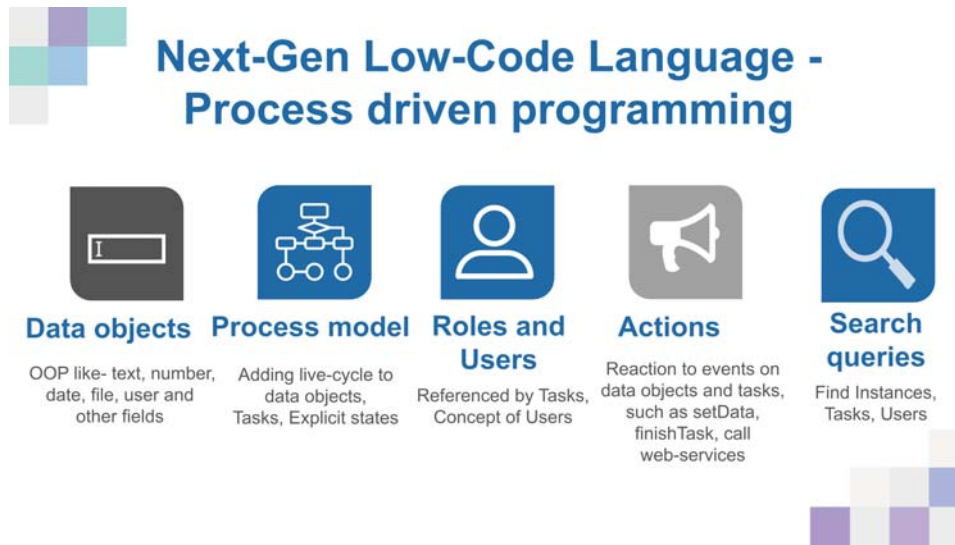 Next-Gen Low-Code Language -
Process driven programming
Data objects
OOP like- text, number,
date, file, user and
other fields
Process model
Adding live-cycle to
data objects,
Tasks, Explicit states
Roles and
Users
Referenced by Tasks,
Concept of Users
Actions
Reaction to events on
data objects and tasks,
such as setData,
finishTask, call
web-services
Search
queries
Find Instances,
Tasks, Users